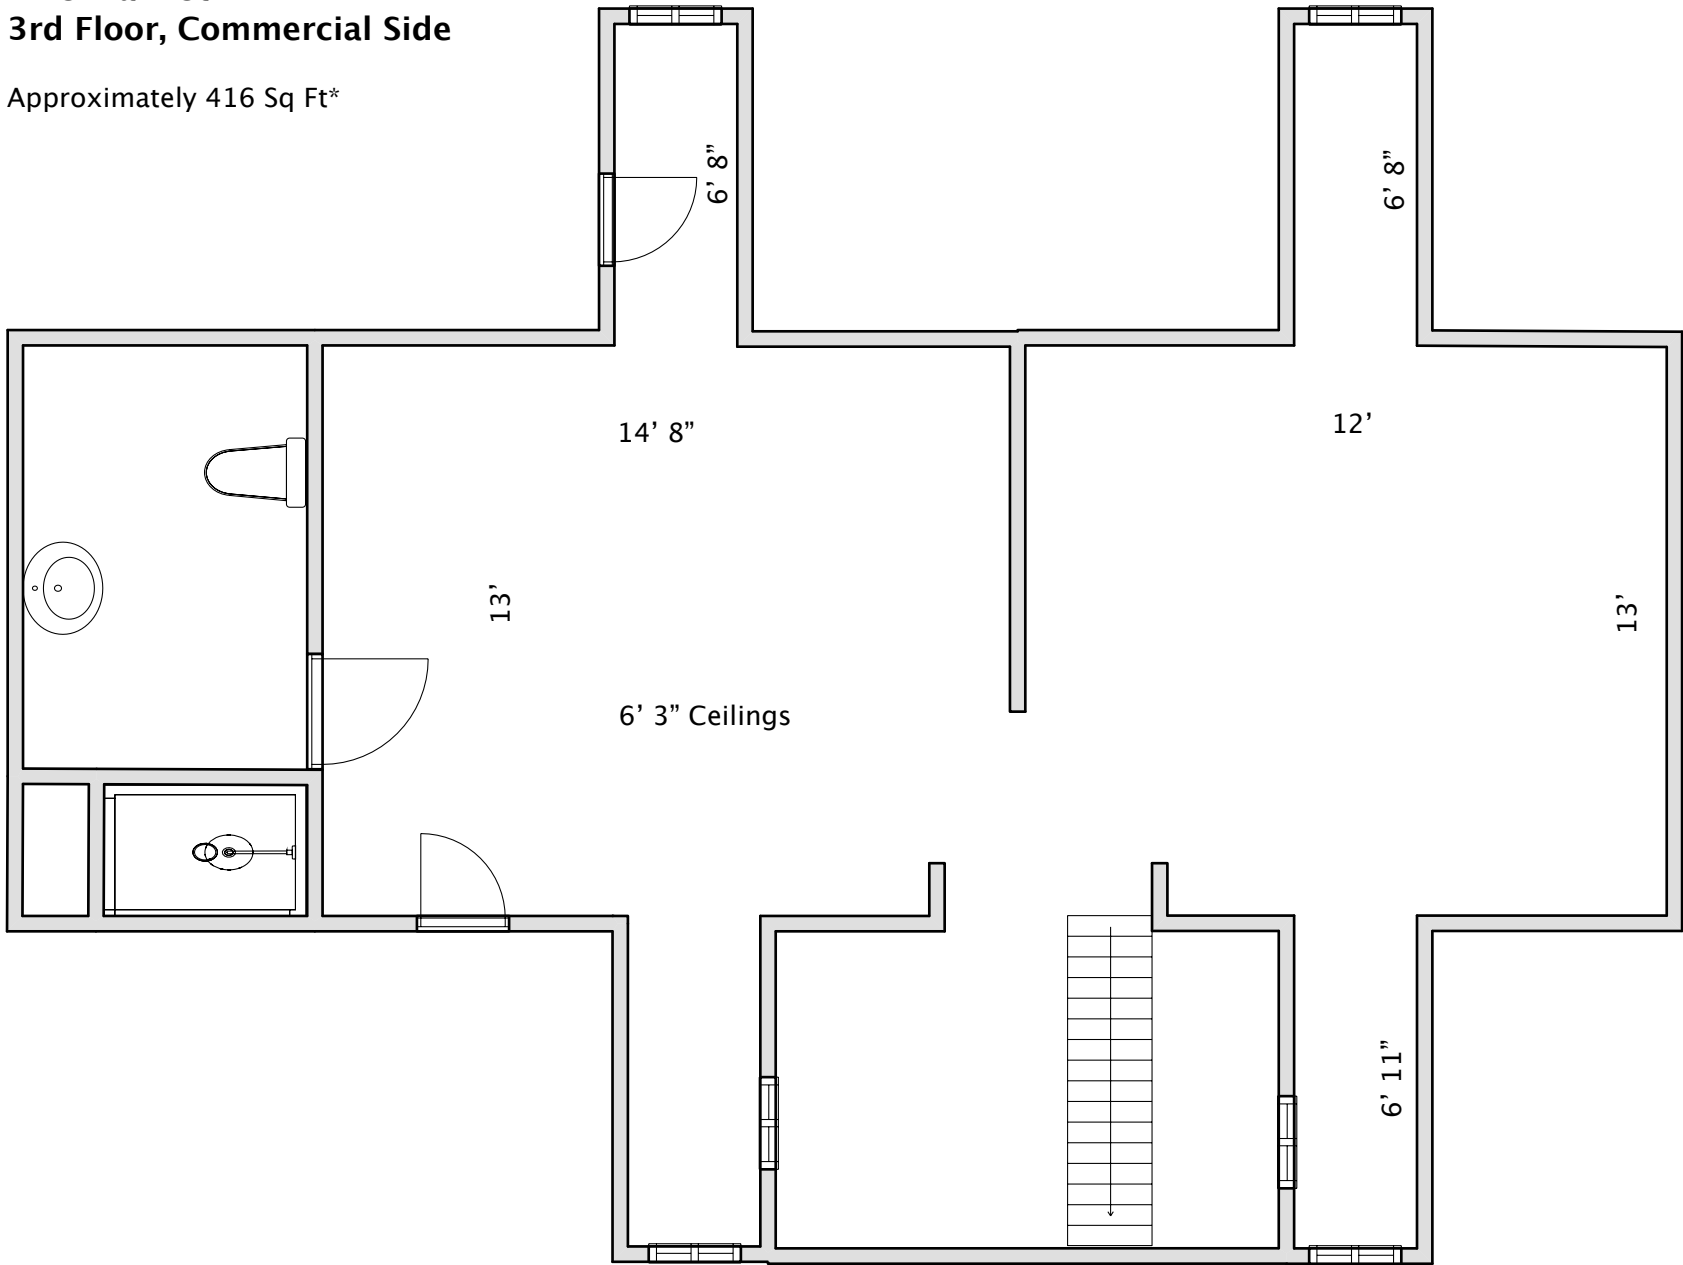 3rd Floor, Commercial Side
Approximately 416 Sq Ft*
6’ 8”
6’ 8”
14’ 8”
12’
13’
13’
6’ 3” Ceilings
6’ 11”